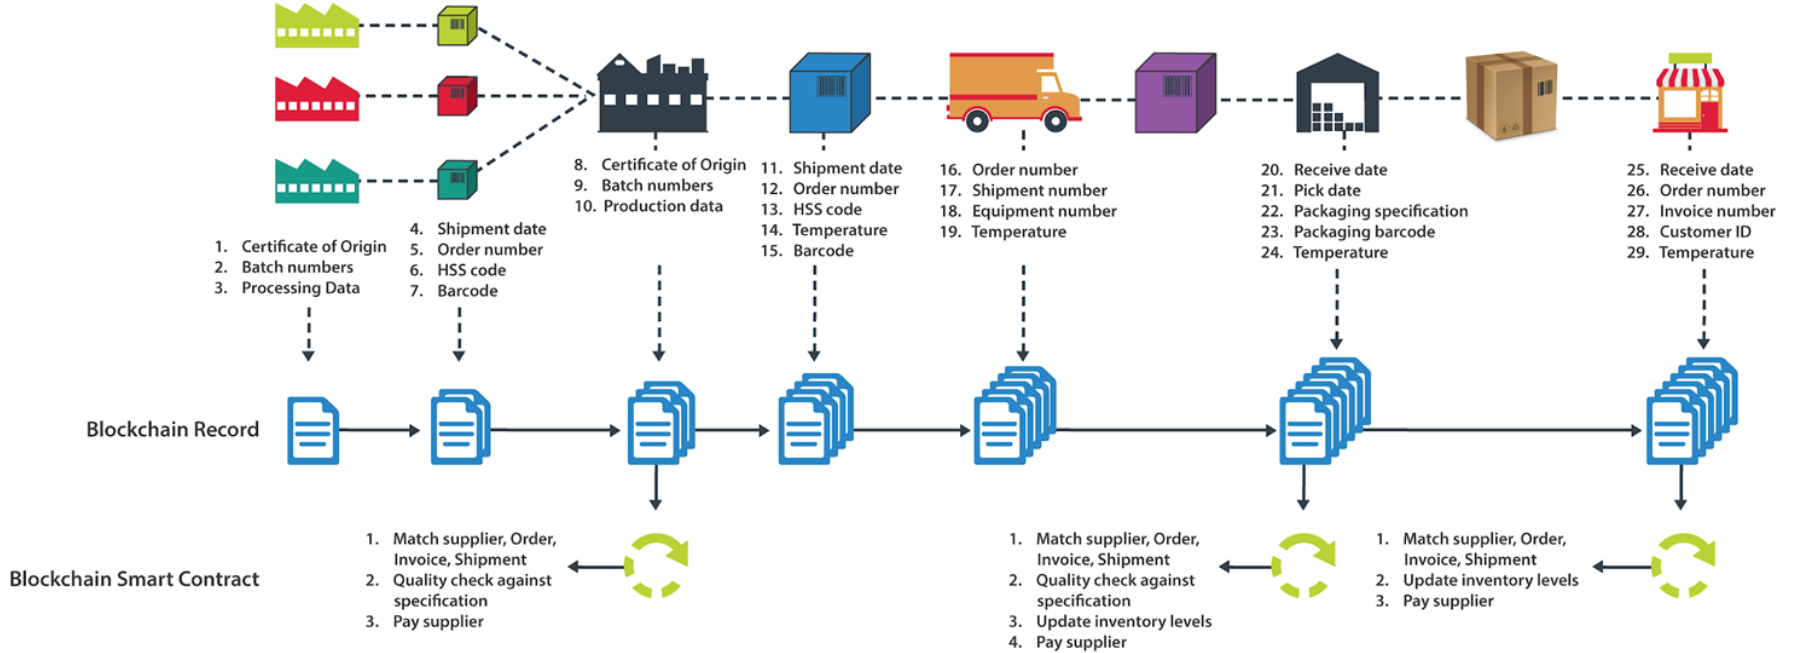 1. Certificate of Origin
2. Batch numbers
3. Processing Data
4. Shipment date
5. Order number
6. HSS code
7. Barcode
8. Certificate of Origin
9. Batch numbers
10. Production data
11. Shipment date
12. Order number
13. HSS code
14. Temperature
15. Barcode
16. Order number
17. Shipment number
18. Equipment number
19. Temperature
20. Receive date
21. Pick date
22. Packaging specification
23. Packaging barcode
24. Temperature
25. Receive date
26. Order number
27. Invoice number
28. Customer ID
29. Temperature
Blockchain Record
Blockchain Smart Contract
1. Match supplier, Order,
Invoice, Shipment
2. Quality check against
specification
3. Pay supplier
1. Match supplier, Order,
Invoice, Shipment
2. Quality check against
specification
3. Update inventory levels
4. Pay supplier
1. Match supplier, Order,
Invoice, Shipment
2. Update inventory levels
3. Pay supplier